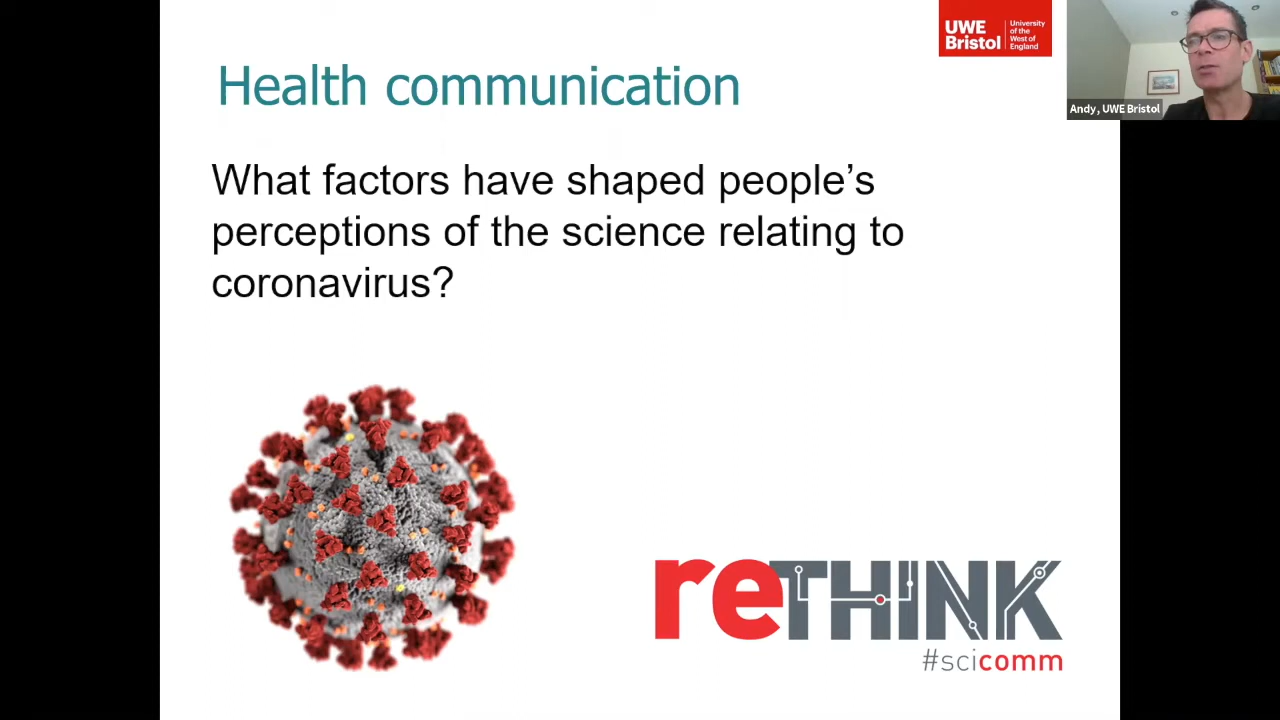 UWE Bristol
University of the West of England
Andy, UWE Bristol
Health communication
What factors have shaped people’s
perceptions of the science relating to
coronavirus?
reTHINK
#scicomm